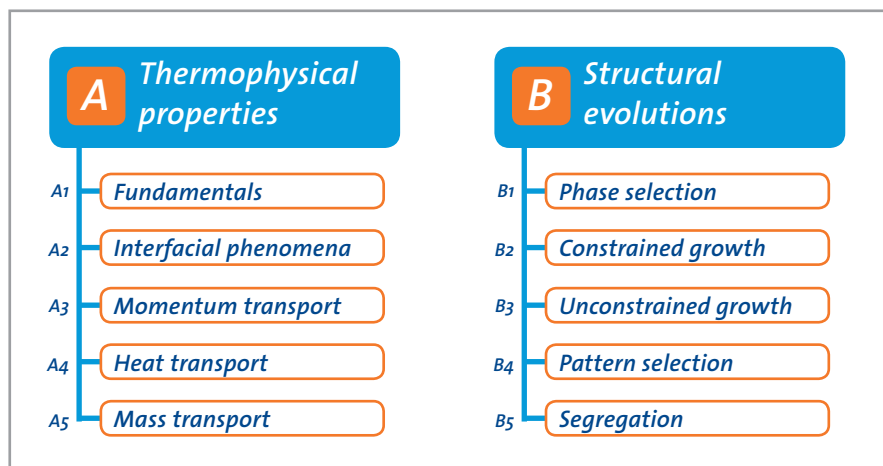 A
Thermophysical
properties
A1 Fundamentals
A2 Interfacial phenomena
A3 Momentum transport
A4 Heat transport
A5 Mass transport
B
Structural
evolutions
B1 Phase selection
B2 Constrained growth
B3 Unconstrained growth
B4 Pattern selection
B5 Segregation